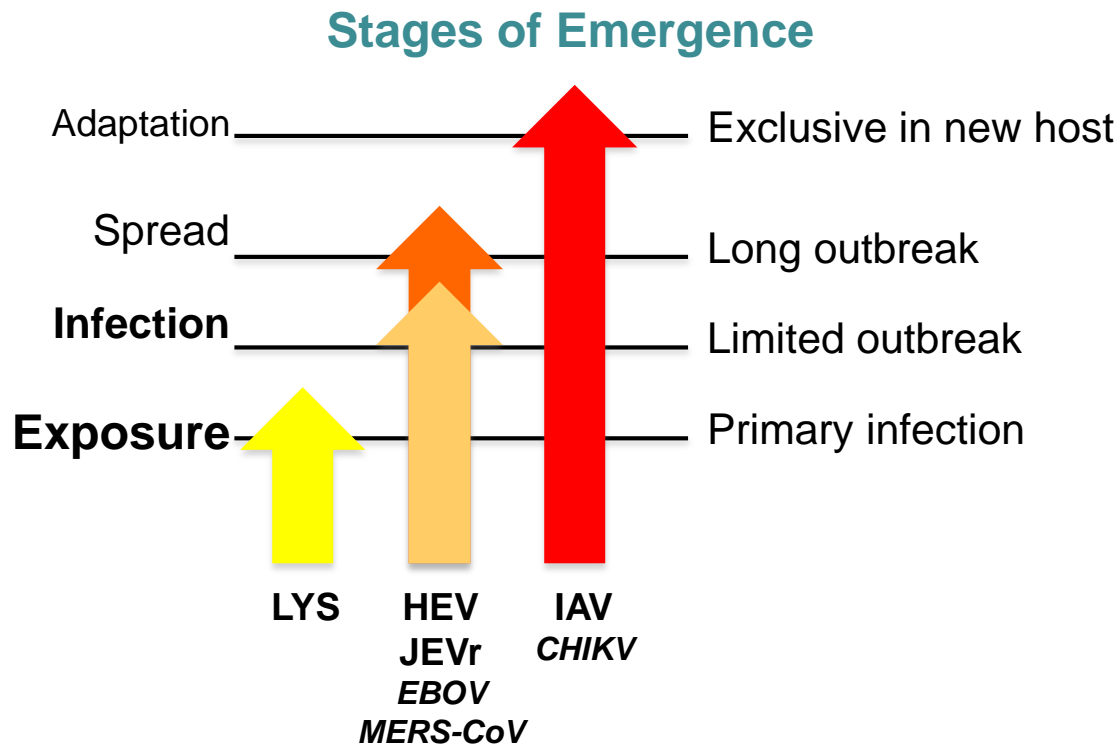 Stages of Emergence
Adaptation
Exclusive in new host
Spread
Long outbreak
Infection
Limited outbreak
Exposure
Primary infection
LYS
HEV
JEVr
EBOV
MERS-CoV
IAV
CHIKV